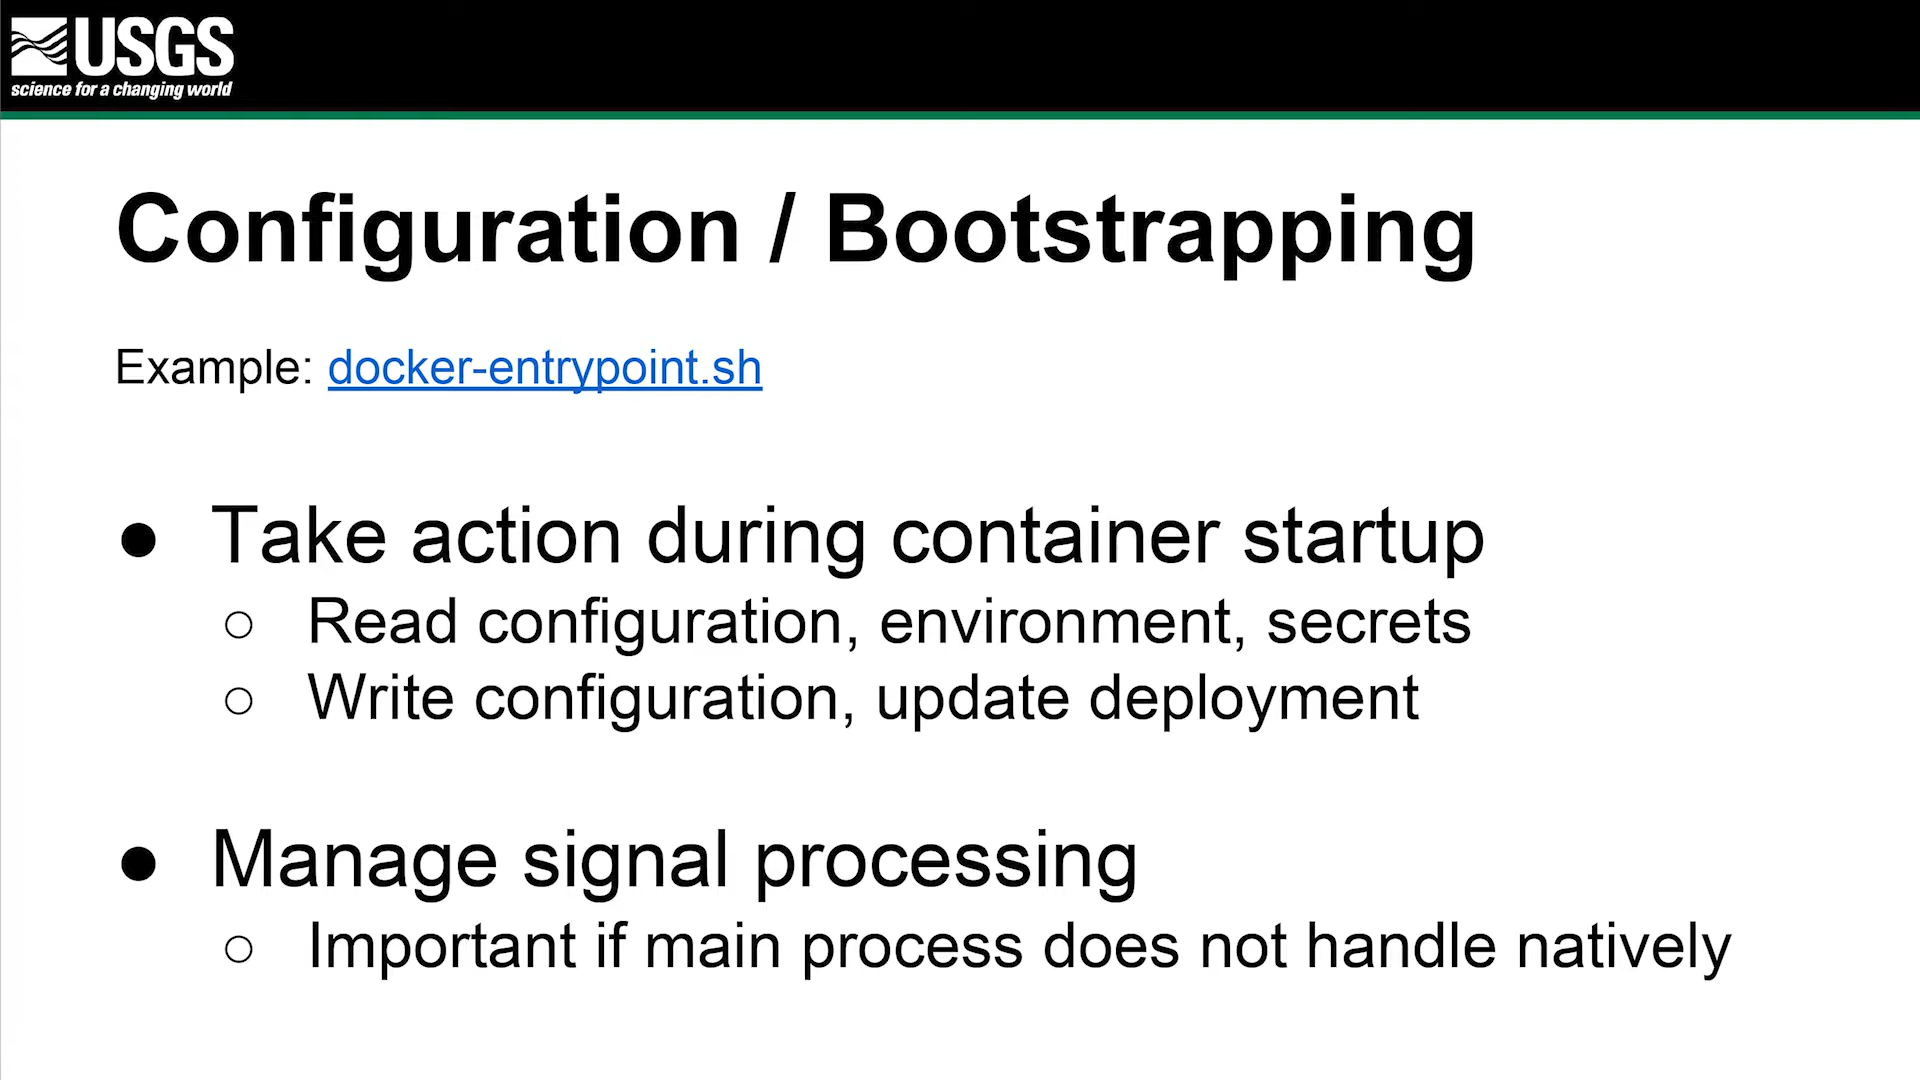 USGS
science for a changing world
Configuration / Bootstrapping
Example: docker-entrypoint.sh
● Take action during container startup
○ Read configuration, environment, secrets
○ Write configuration, update deployment
● Manage signal processing
○ Important if main process does not handle natively